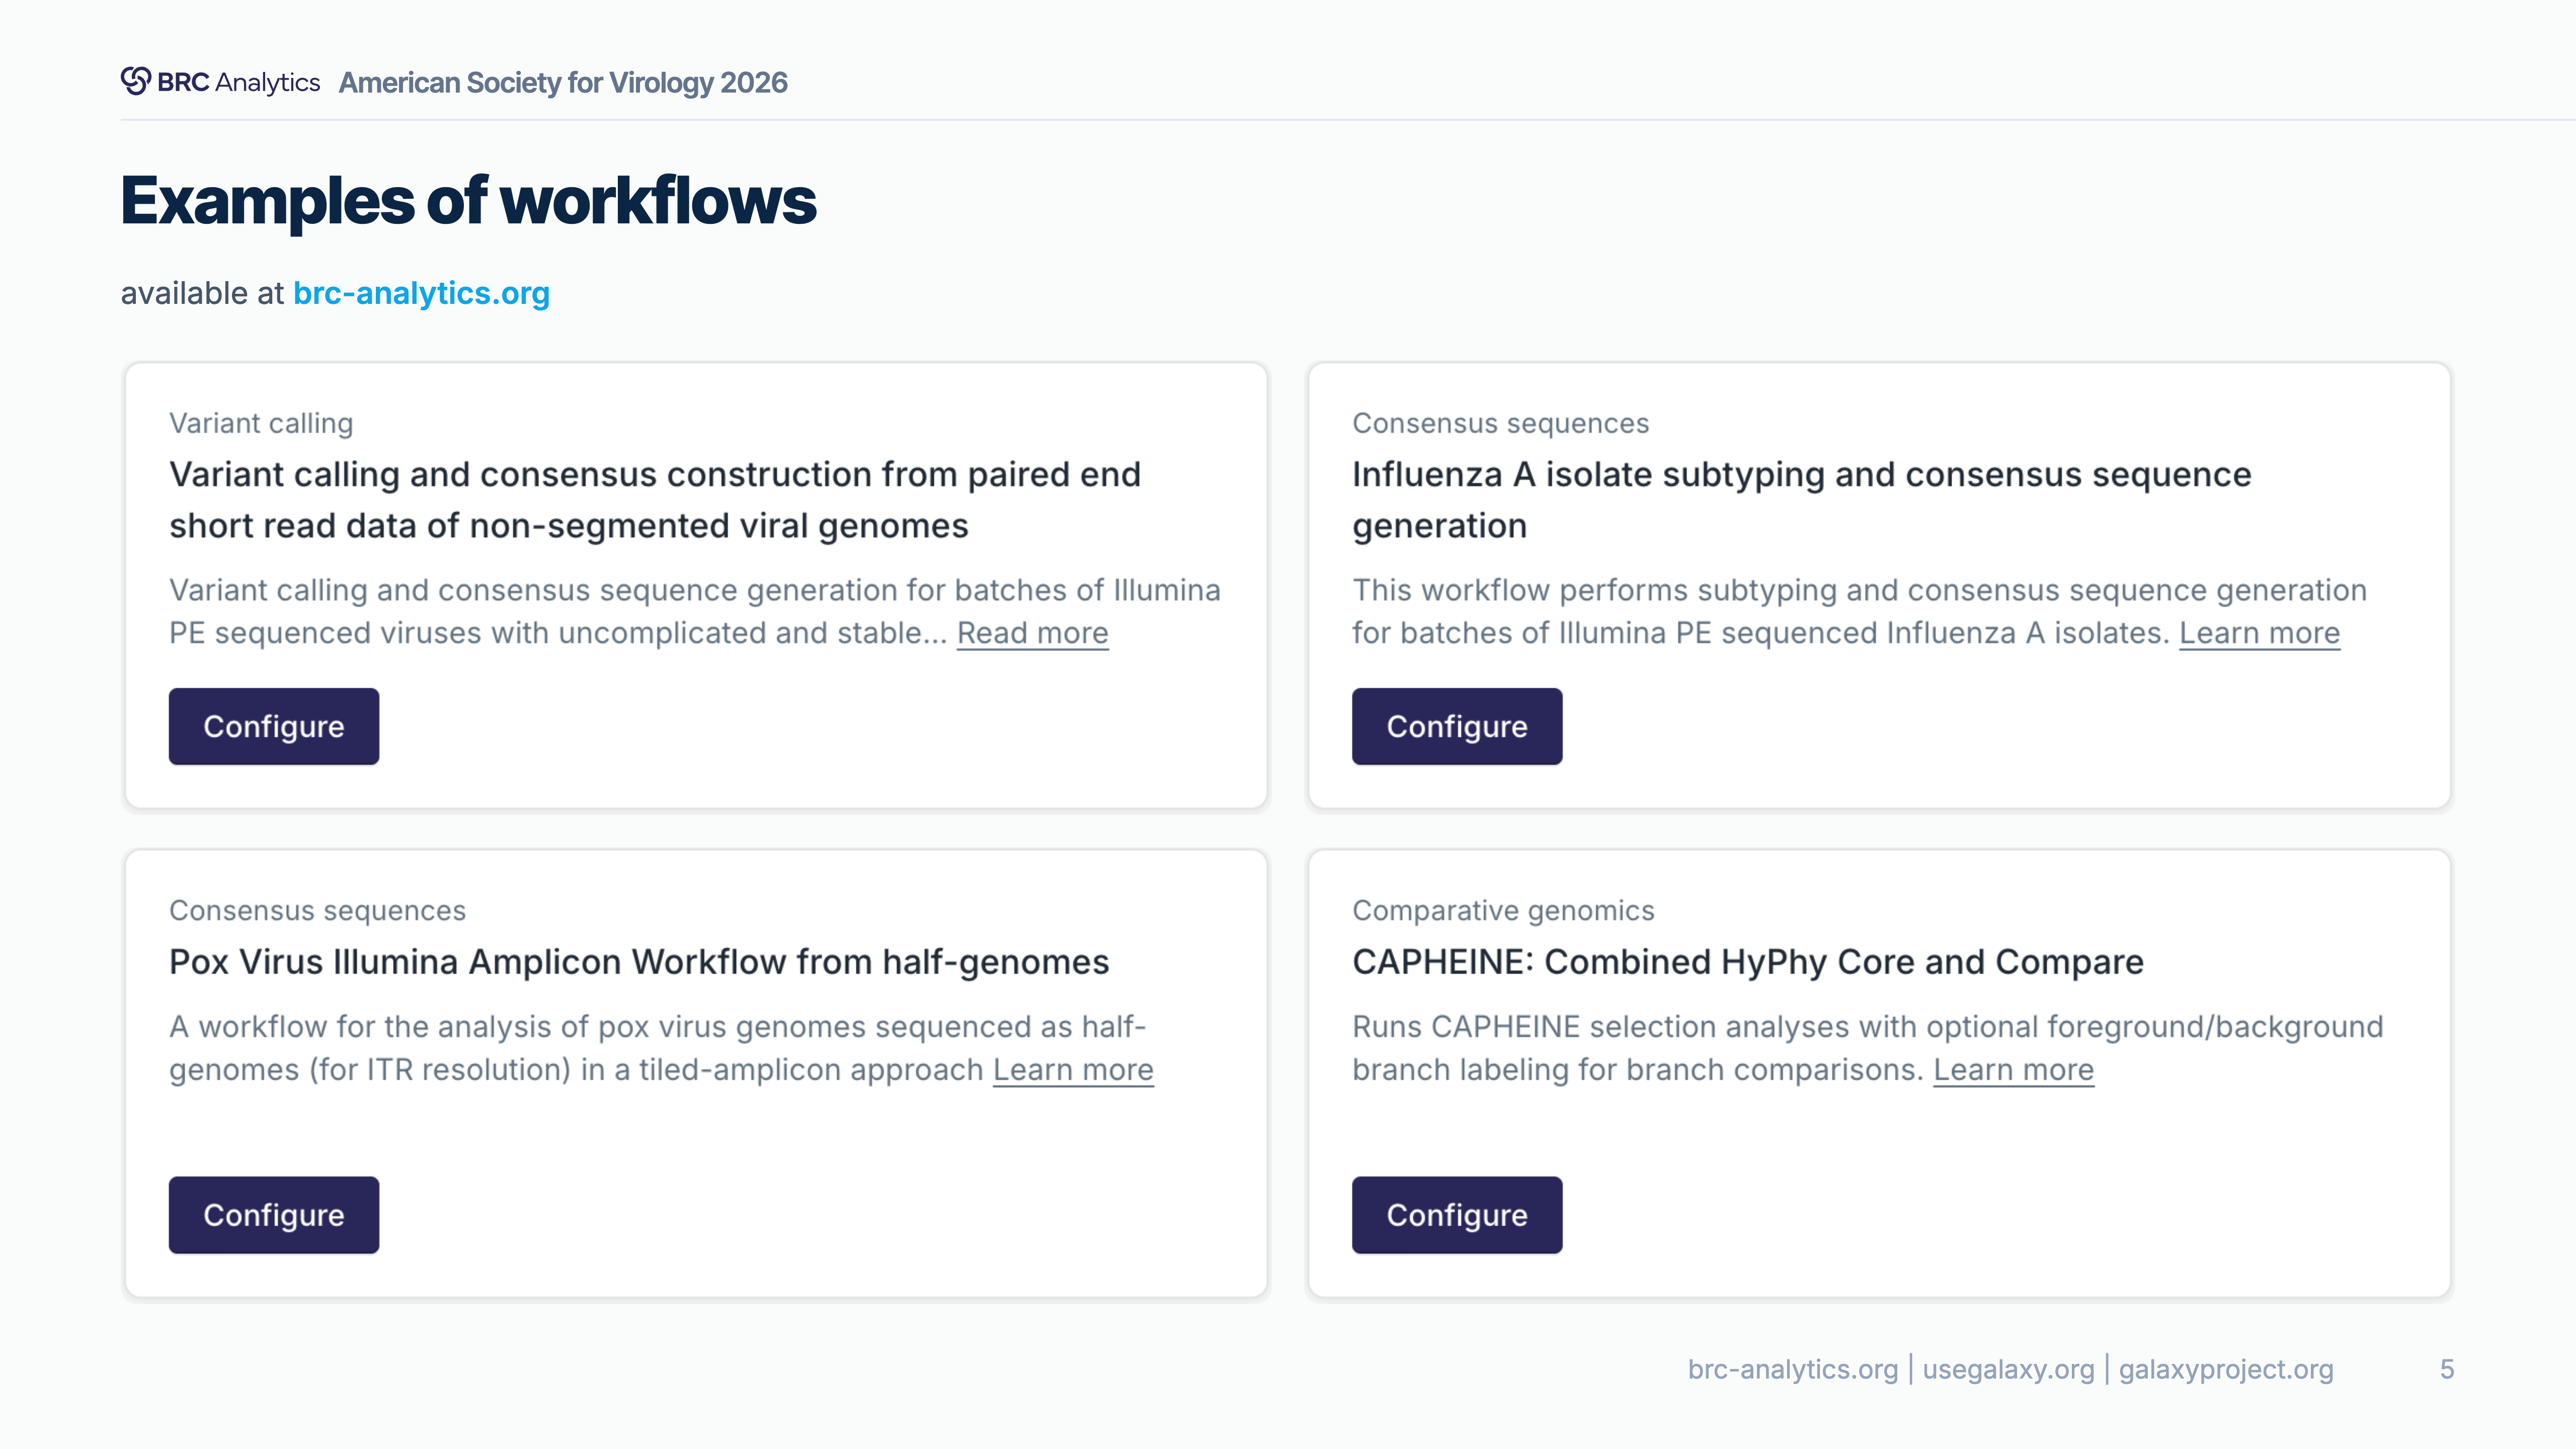 BRC Analytics American Society for Virology 2026
Examples of workflows
available at brc-analytics.org
Variant calling
Variant calling and consensus construction from paired end
short read data of non-segmented viral genomes
Variant calling and consensus sequence generation for batches of Illumina
PE sequenced viruses with uncomplicated and stable... Read more
Configure
Consensus sequences
Influenza A isolate subtyping and consensus sequence
generation
This workflow performs subtyping and consensus sequence generation
for batches of Illumina PE sequenced Influenza A isolates. Learn more
Configure
Consensus sequences
Pox Virus Illumina Amplicon Workflow from half-genomes
A workflow for the analysis of pox virus genomes sequenced as half-
genomes (for ITR resolution) in a tiled-amplicon approach Learn more
Configure
Comparative genomics
CAPHEINE: Combined HyPhy Core and Compare
Runs CAPHEINE selection analyses with optional foreground/background
branch labeling for branch comparisons. Learn more
Configure
brc-analytics.org | usegalaxy.org | galaxyproject.org 5